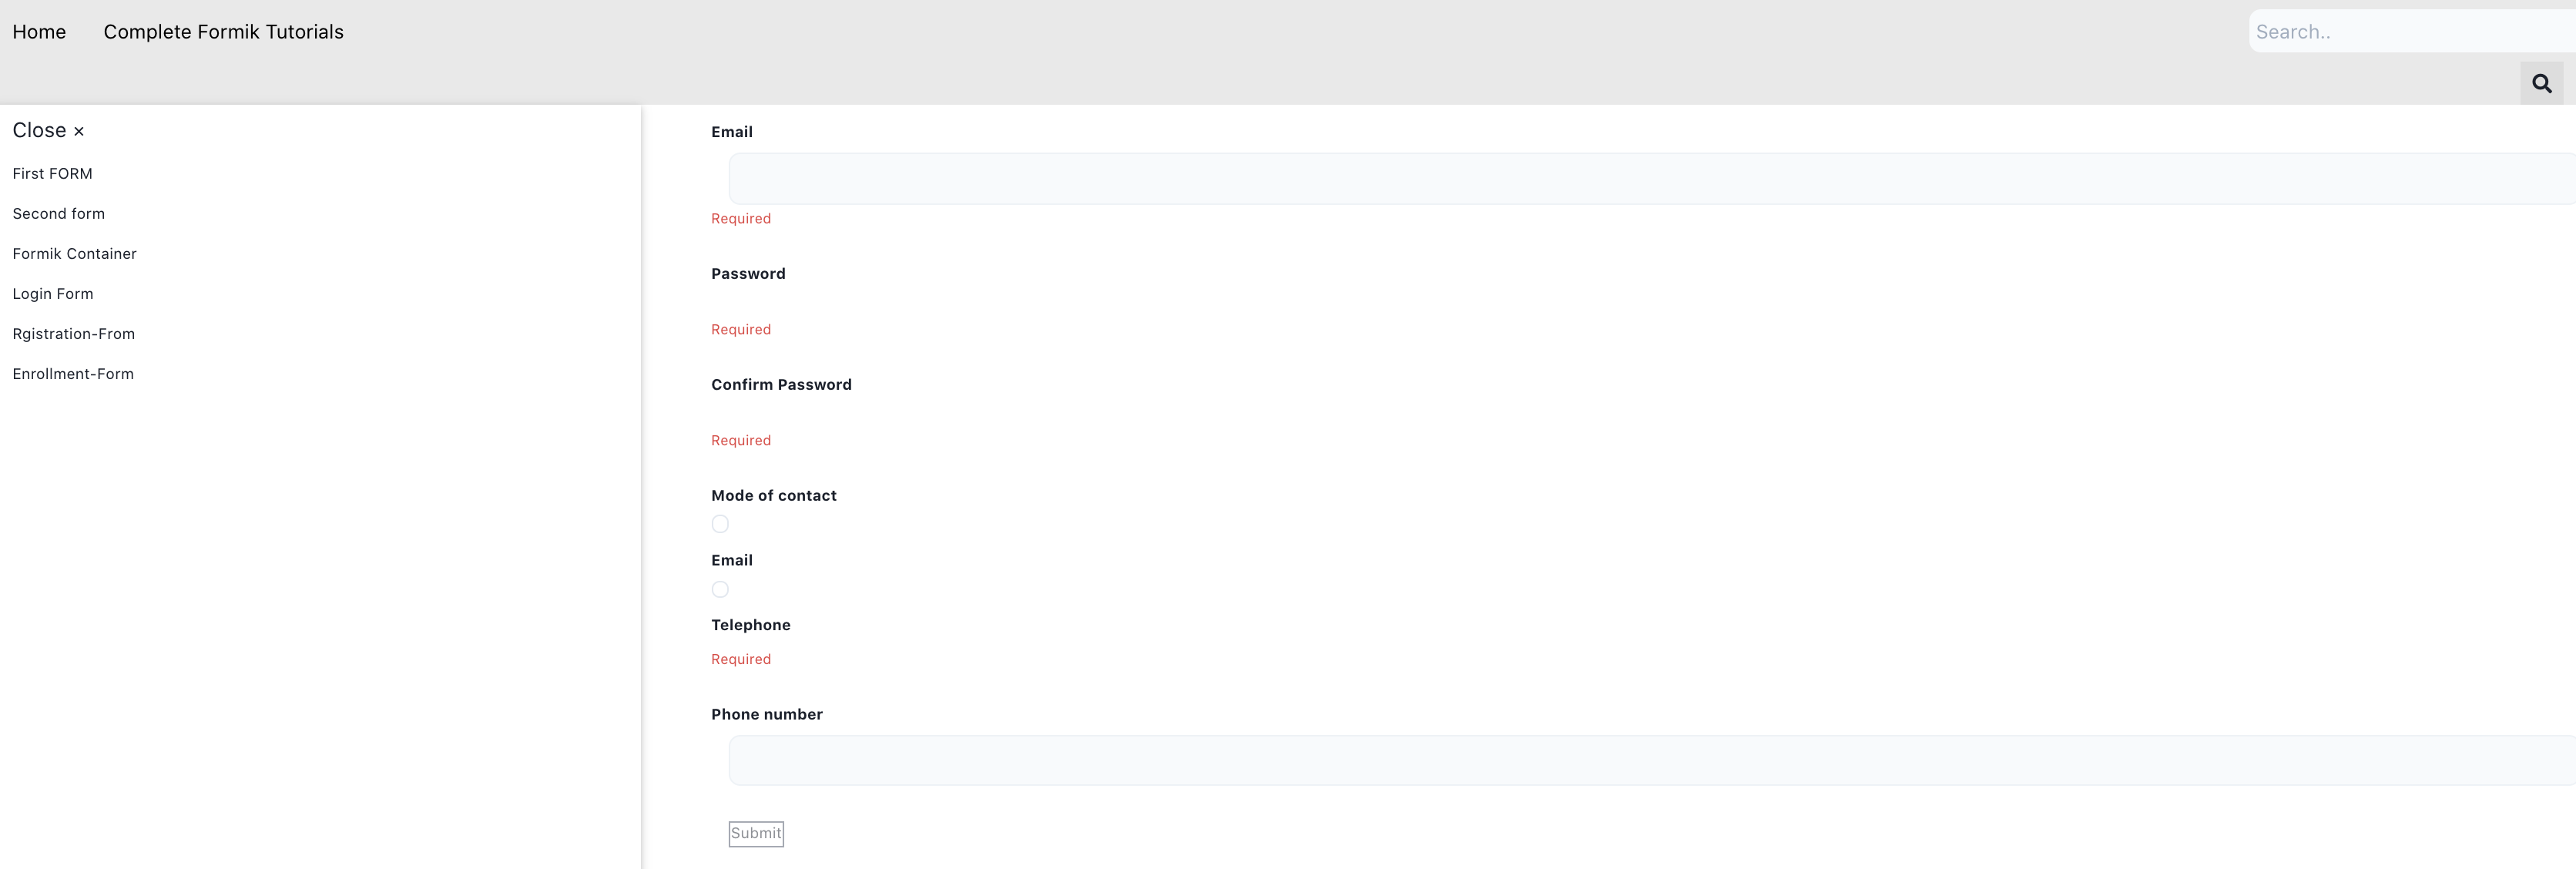 Home Complete Formik Tutorials Search..
Close ×
First FORM
Second form
Formik Container
Login Form
Rgistration-From
Enrollment-Form
Email
Required
Password
Required
Confirm Password
Required
Mode of contact
Email
Telephone
Required
Phone number
Submit